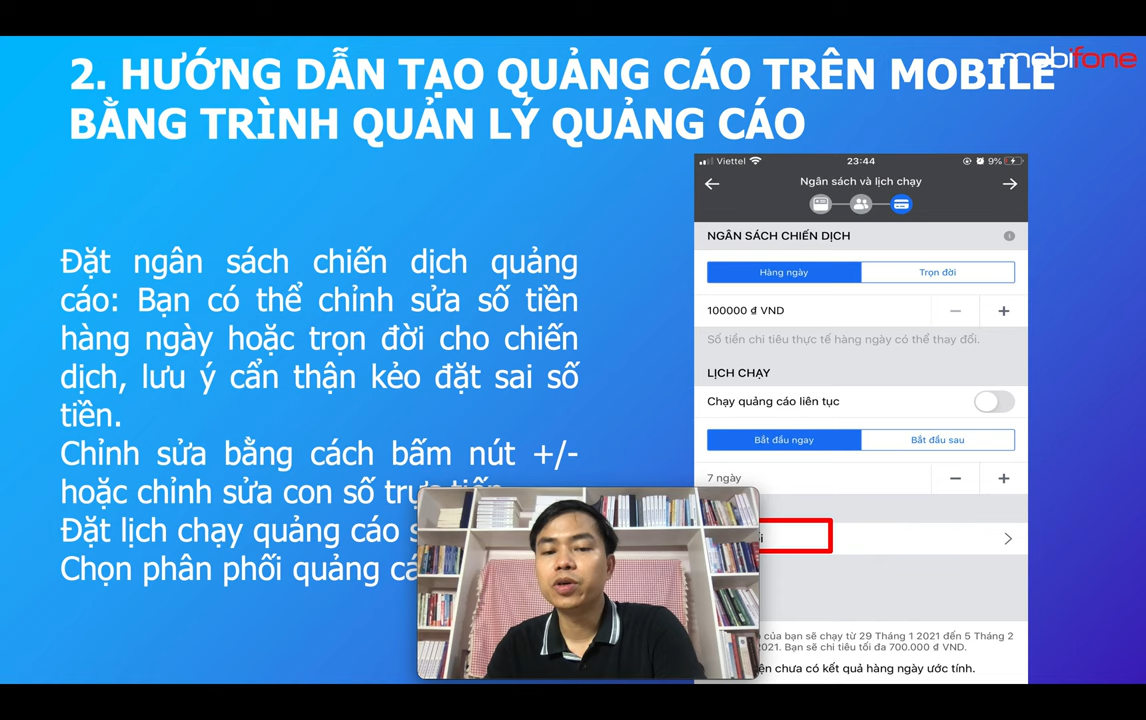 2. HƯỚNG DẪN TẠO QUẢNG CÁO TRÊN MOBILE
BẰNG TRÌNH QUẢN LÝ QUẢNG CÁO
mobifone
Đặt ngân sách chiến dịch quảng
cáo: Bạn có thể chỉnh sửa số tiền
hàng ngày hoặc trọn đời cho chiến
dịch, lưu ý cẩn thận kẻo đặt sai số
tiền.
Chỉnh sửa bằng cách bấm nút +/-
hoặc chỉnh sửa con số trực tiếp
Đặt lịch chạy quảng cáo
Chọn phân phối quảng
Viettel 23:44 9%
Ngân sách và lịch chạy
NGÂN SÁCH CHIẾN DỊCH
Hàng ngày Trọn đời
100000 ₫ VND − +
Số tiền chi tiêu thực tế hàng ngày có thể thay đổi.
LỊCH CHẠY
Chạy quảng cáo liên tục
Bắt đầu ngay Bắt đầu sau
7 ngày − +
của bạn sẽ chạy từ 29 Tháng 1 2021 đến 5 Tháng 2
2021. Bạn sẽ chi tiêu tối đa 700.000 ₫ VND.
chưa có kết quả hàng ngày ước tính.